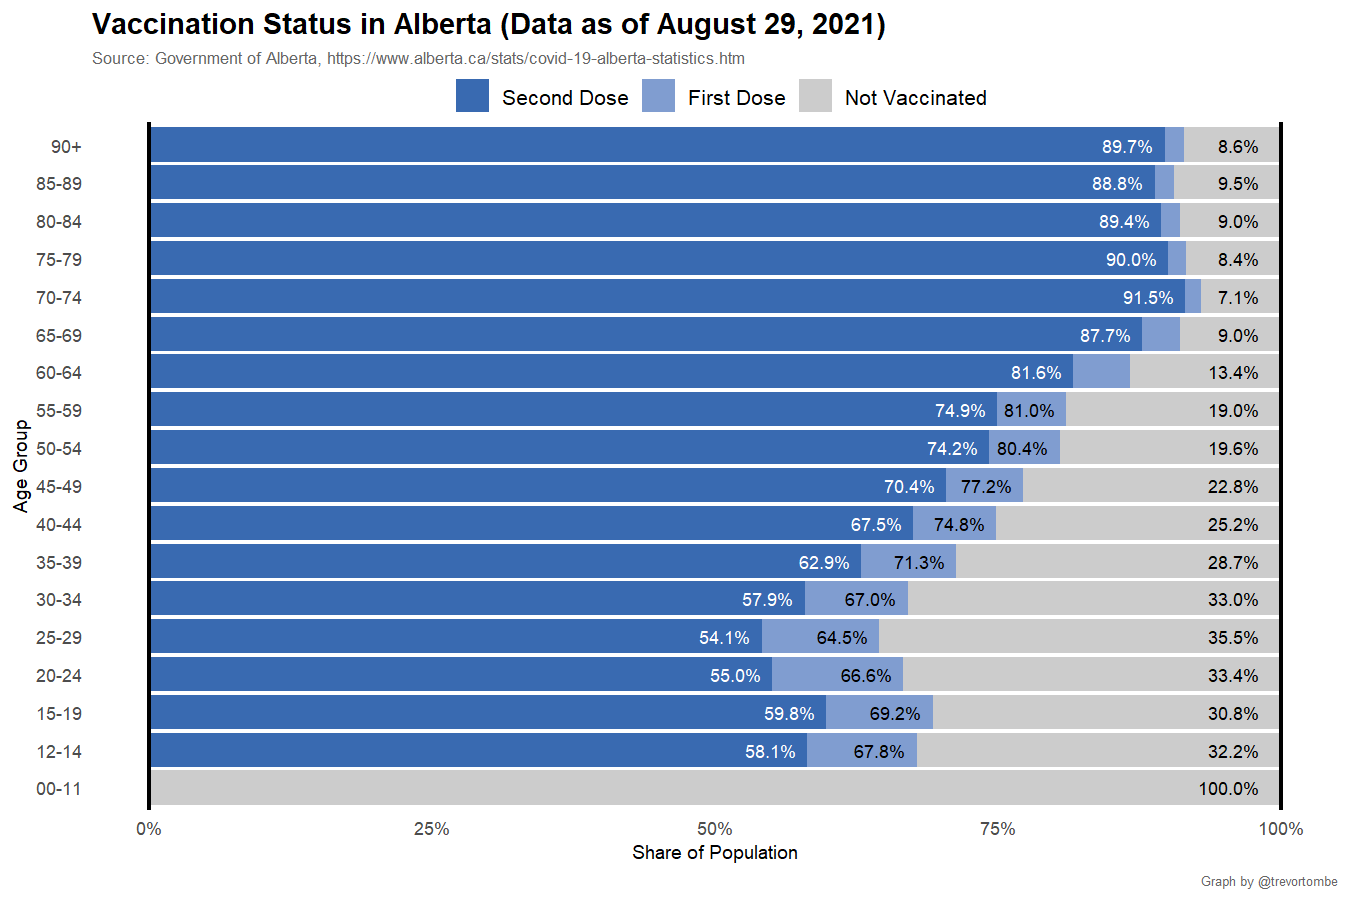 Vaccination Status in Alberta (Data as of August 29, 2021)
Source: Government of Alberta, https://www.alberta.ca/stats/covid-19-alberta-statistics.htm
Second Dose First Dose Not Vaccinated
90+ 89.7% 8.6%
85-89 88.8% 9.5%
80-84 89.4% 9.0%
75-79 90.0% 8.4%
70-74 91.5% 7.1%
65-69 87.7% 9.0%
60-64 81.6% 13.4%
55-59 74.9% 81.0% 19.0%
50-54 74.2% 80.4% 19.6%
45-49 70.4% 77.2% 22.8%
40-44 67.5% 74.8% 25.2%
35-39 62.9% 71.3% 28.7%
30-34 57.9% 67.0% 33.0%
25-29 54.1% 64.5% 35.5%
20-24 55.0% 66.6% 33.4%
15-19 59.8% 69.2% 30.8%
12-14 58.1% 67.8% 32.2%
00-11 100.0%
Age Group
0% 25% 50% 75% 100%
Share of Population
Graph by @trevortombe